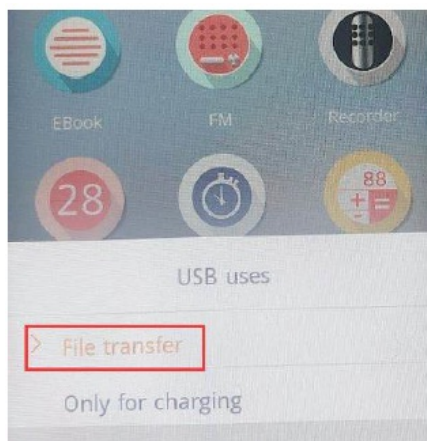 EBook
FM
Recorder
28
88
USB uses
File transfer
Only for charging